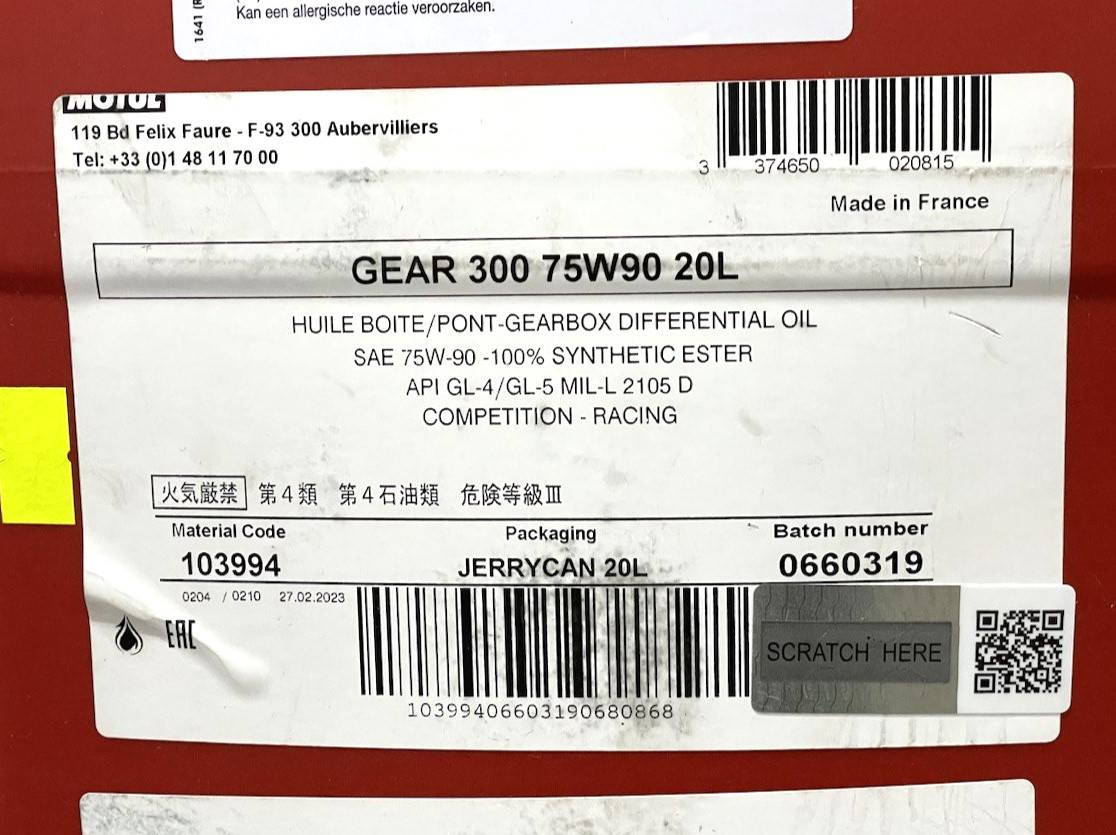 Kan een allergische reactie veroorzaken.
1641 (R
MOTUL
119 Bd Felix Faure - F-93 300 Aubervilliers
Tel: +33 (0)1 48 11 70 00
3 374650 020815
Made in France
GEAR 300 75W90 20L
HUILE BOITE/PONT-GEARBOX DIFFERENTIAL OIL
SAE 75W-90 -100% SYNTHETIC ESTER
API GL-4/GL-5 MIL-L 2105 D
COMPETITION - RACING
火気厳禁 第４類 第４石油類 危険等級Ⅲ
Material Code Packaging Batch number
103994 JERRYCAN 20L 0660319
0204 / 0210 27.02.2023
EAC
10399406603190680868
SCRATCH HERE